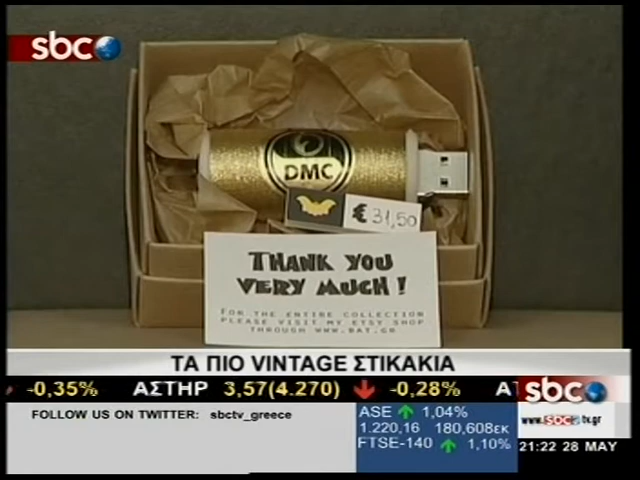 sbc
DMC
€31,50
THANK YOU
VERY MUCH!
FOR THE ENTIRE COLLECTION
PLEASE VISIT MY ETSY SHOP
THROUGH WWW.BAT.GR
ΤΑ ΠΙΟ VINTAGE ΣΤΙΚΑΚΙΑ
-0,35% ΑΣΤΗΡ 3,57(4.270) -0,28% sbc
FOLLOW US ON TWITTER: sbctv_greece
ASE 1,04%
1.220,16 180,608εκ
FTSE-140 1,10%
www.sbctv.gr
21:22 28 MAY